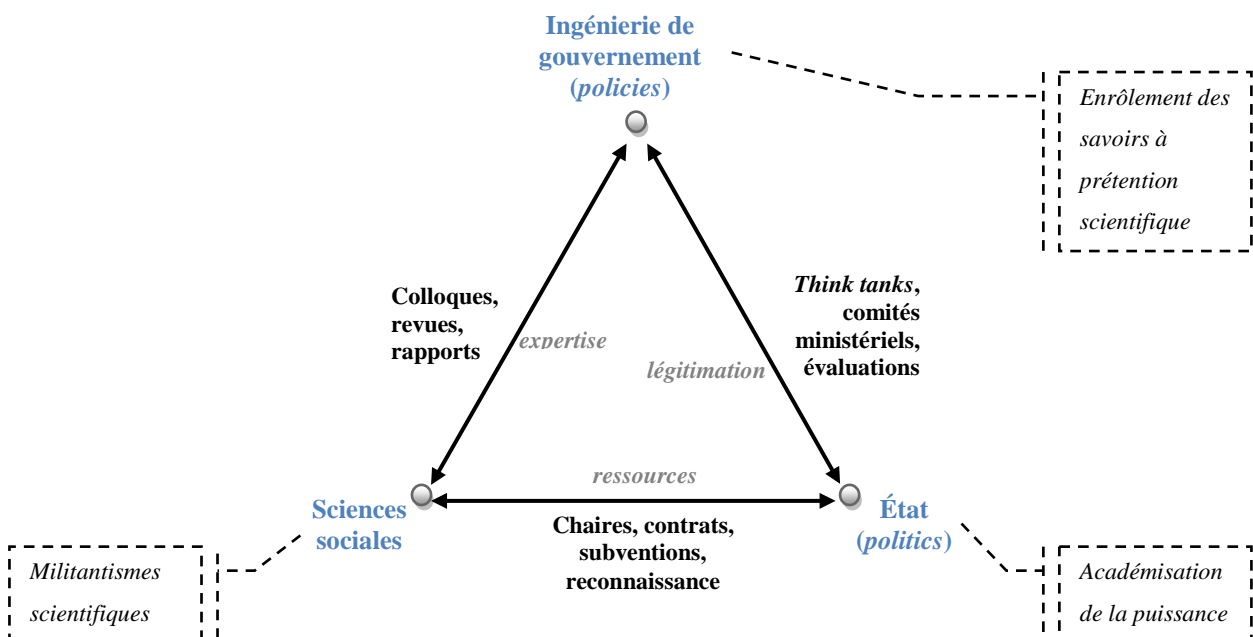 Ingénierie de
gouvernement
(policies)
Enrôlement des
savoirs à
prétention
scientifique
Colloques,
revues,
rapports
expertise
Think tanks,
comités
ministériels,
évaluations
légitimation
ressources
Sciences
sociales
Chaires, contrats,
subventions,
reconnaissance
État
(politics)
Militantismes
scientifiques
Académisation
de la puissance